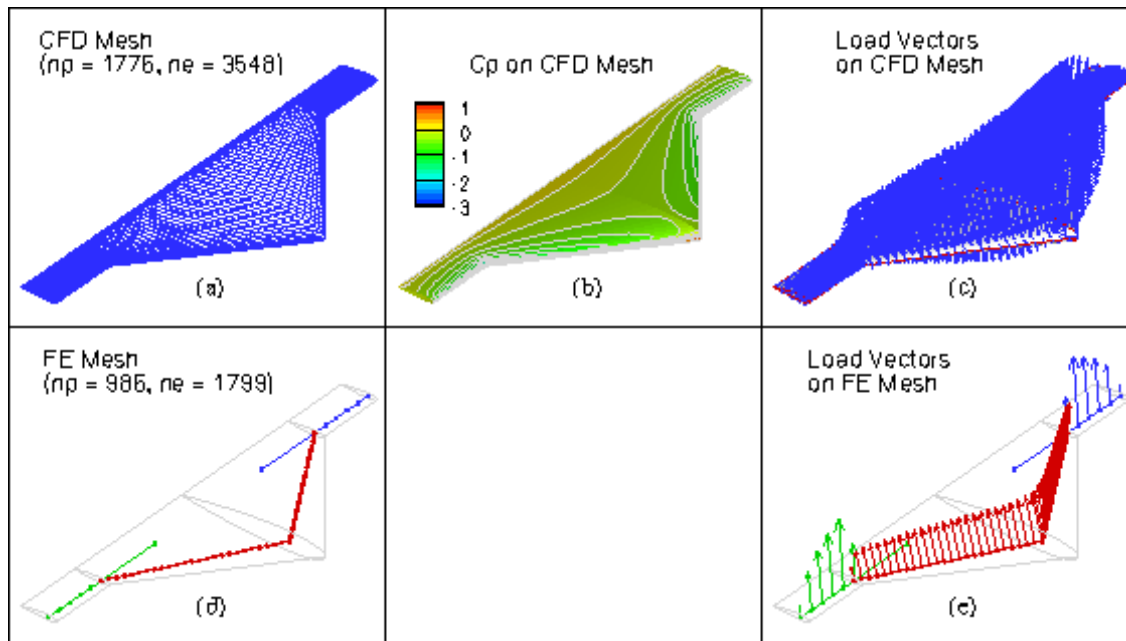 CFD Mesh
(np = 1776, ne = 3548)
(a)
Cp on CFD Mesh
1
0
-1
-2
-3
(b)
Load Vectors
on CFD Mesh
(c)
FE Mesh
(np = 986, ne = 1799)
(d)
Load Vectors
on FE Mesh
(e)